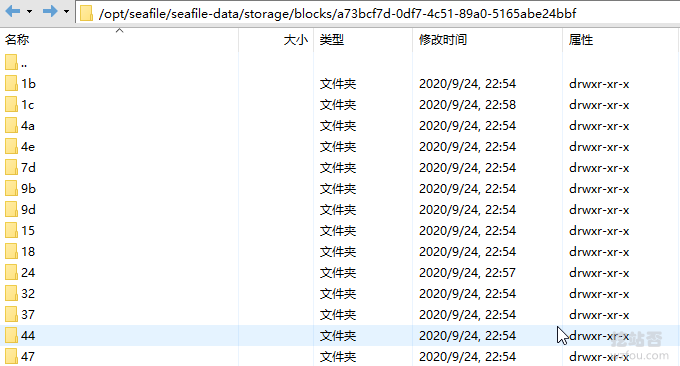 /opt/seafile/seafile-data/storage/blocks/a73bcf7d-0df7-4c51-89a0-5165abe24bbf
名称 大小 类型 修改时间 属性
..
1b 文件夹 2020/9/24, 22:54 drwxr-xr-x
1c 文件夹 2020/9/24, 22:58 drwxr-xr-x
4a 文件夹 2020/9/24, 22:54 drwxr-xr-x
4e 文件夹 2020/9/24, 22:54 drwxr-xr-x
7d 文件夹 2020/9/24, 22:54 drwxr-xr-x
9b 文件夹 2020/9/24, 22:54 drwxr-xr-x
9d 文件夹 2020/9/24, 22:54 drwxr-xr-x
15 文件夹 2020/9/24, 22:54 drwxr-xr-x
18 文件夹 2020/9/24, 22:54 drwxr-xr-x
24 文件夹 2020/9/24, 22:57 drwxr-xr-x
32 文件夹 2020/9/24, 22:54 drwxr-xr-x
37 文件夹 2020/9/24, 22:54 drwxr-xr-x
44 文件夹 2020/9/24, 22:54 drwxr-xr-x
47 文件夹 2020/9/24, 22:54 drwxr-xr-x
挖站否
wzfou.com